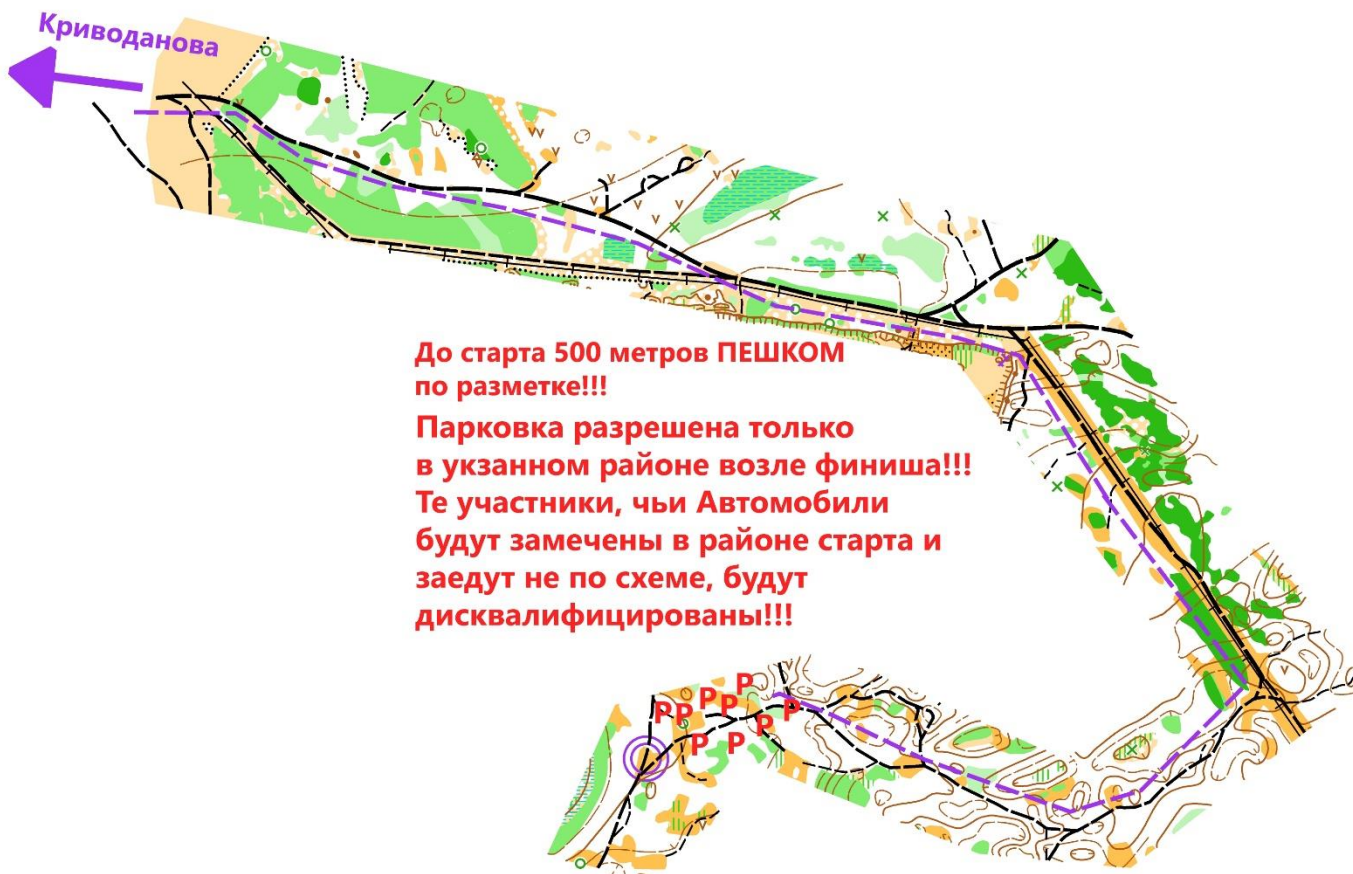 Криводанова
До старта 500 метров ПЕШКОМ
по разметке!!!
Парковка разрешена только
в укзанном районе возле финиша!!!
Те участники, чьи Автомобили
будут замечены в районе старта и
заедут не по схеме, будут
дисквалифицированы!!!
P
P
P
P
P
P
P
P
P